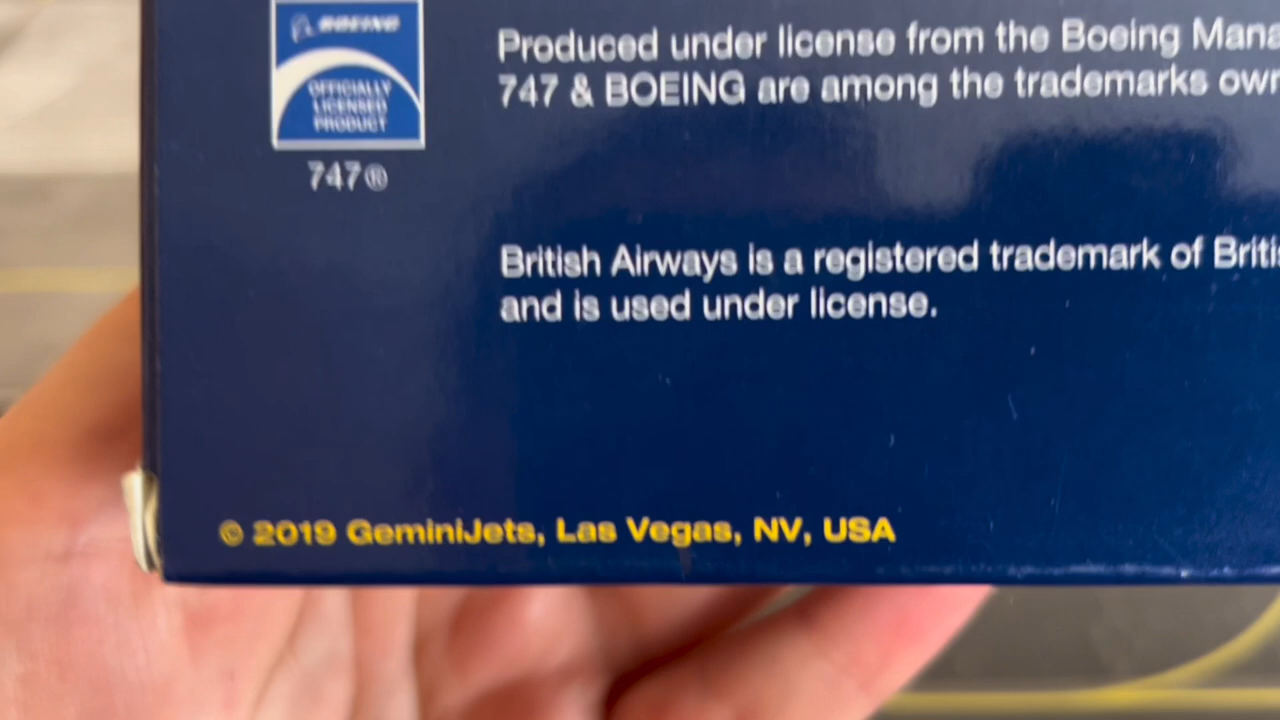 BOEING
OFFICIALLY
LICENSED
PRODUCT
747®
Produced under license from the Boeing Mana
747 & BOEING are among the trademarks own
British Airways is a registered trademark of Britis
and is used under license.
© 2019 GeminiJets, Las Vegas, NV, USA